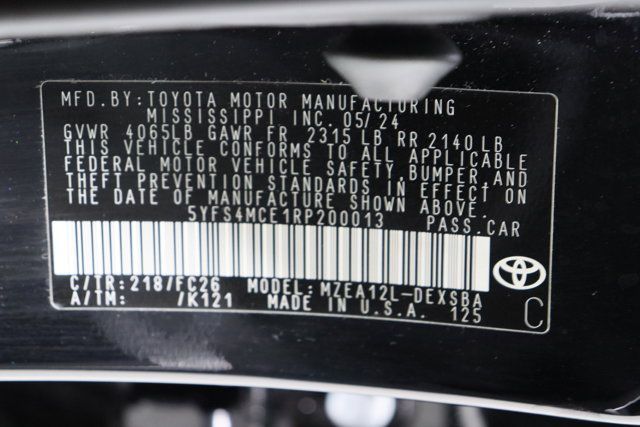 MFD.BY:TOYOTA MOTOR MANUFACTURING
MISSISSIPPI INC. 05/24
GVWR 4065LB GAWR FR 2315 LB RR 2140 LB
THIS VEHICLE CONFORMS TO ALL APPLICABLE
FEDERAL MOTOR VEHICLE SAFETY,BUMPER,AND
THEFT PREVENTION STANDARDS IN EFFECT ON
THE DATE OF MANUFACTURE SHOWN ABOVE.
5YFS4MCE1RP200013 PASS.CAR
C/TR:218/FC26 MODEL:MZEA12L-DEXSBA
A/TM: /K121 MADE IN U.S.A. 125
C